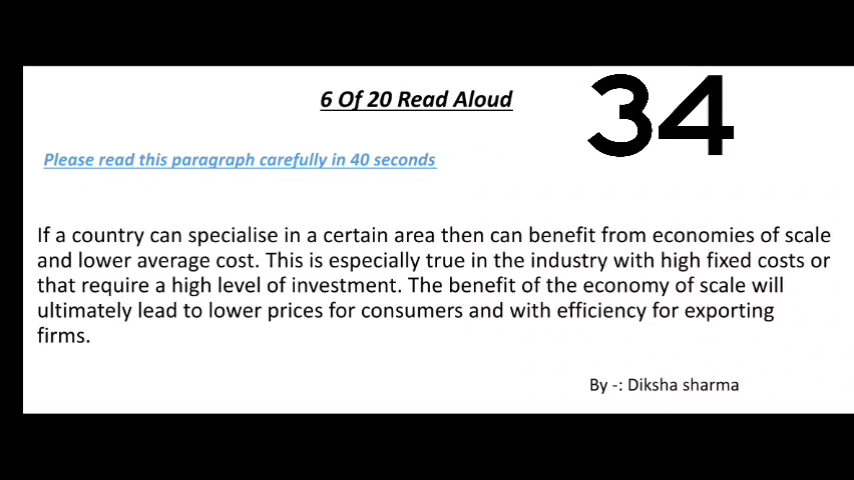 6 Of 20 Read Aloud
34
Please read this paragraph carefully in 40 seconds
If a country can specialise in a certain area then can benefit from economies of scale
and lower average cost. This is especially true in the industry with high fixed costs or
that require a high level of investment. The benefit of the economy of scale will
ultimately lead to lower prices for consumers and with efficiency for exporting
firms.
By -: Diksha sharma